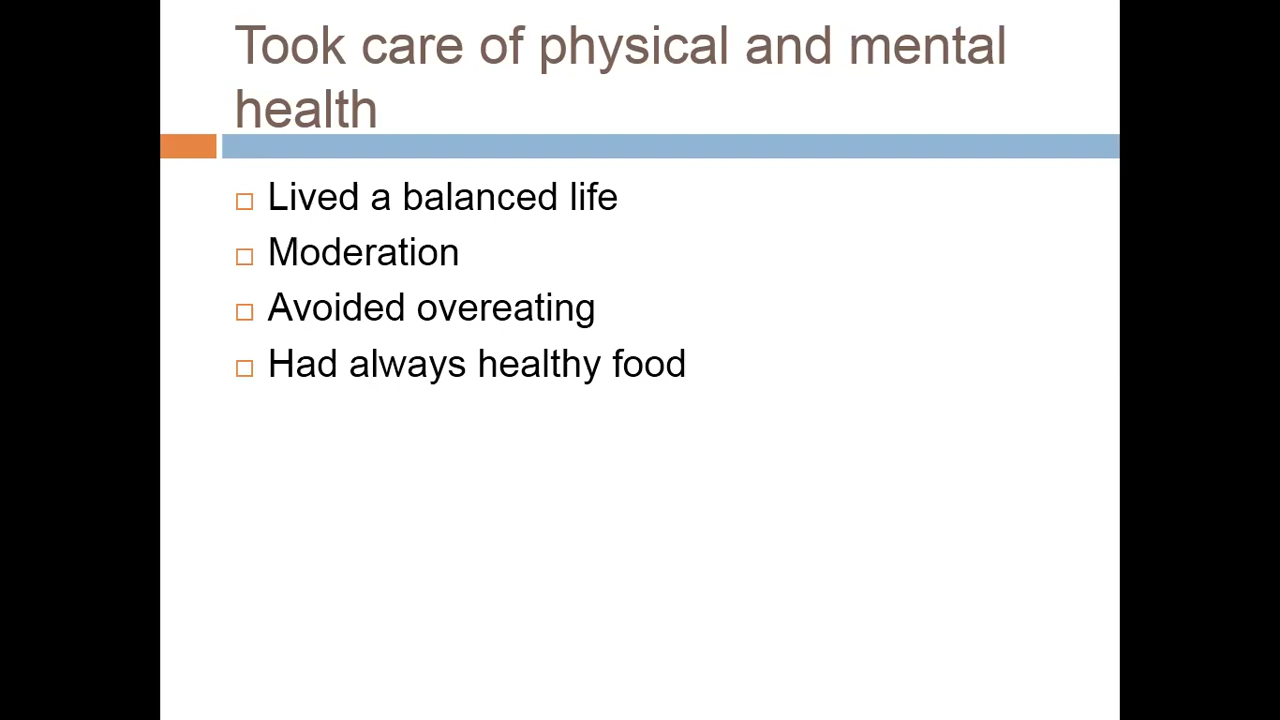 Took care of physical and mental
health
Lived a balanced life
Moderation
Avoided overeating
Had always healthy food